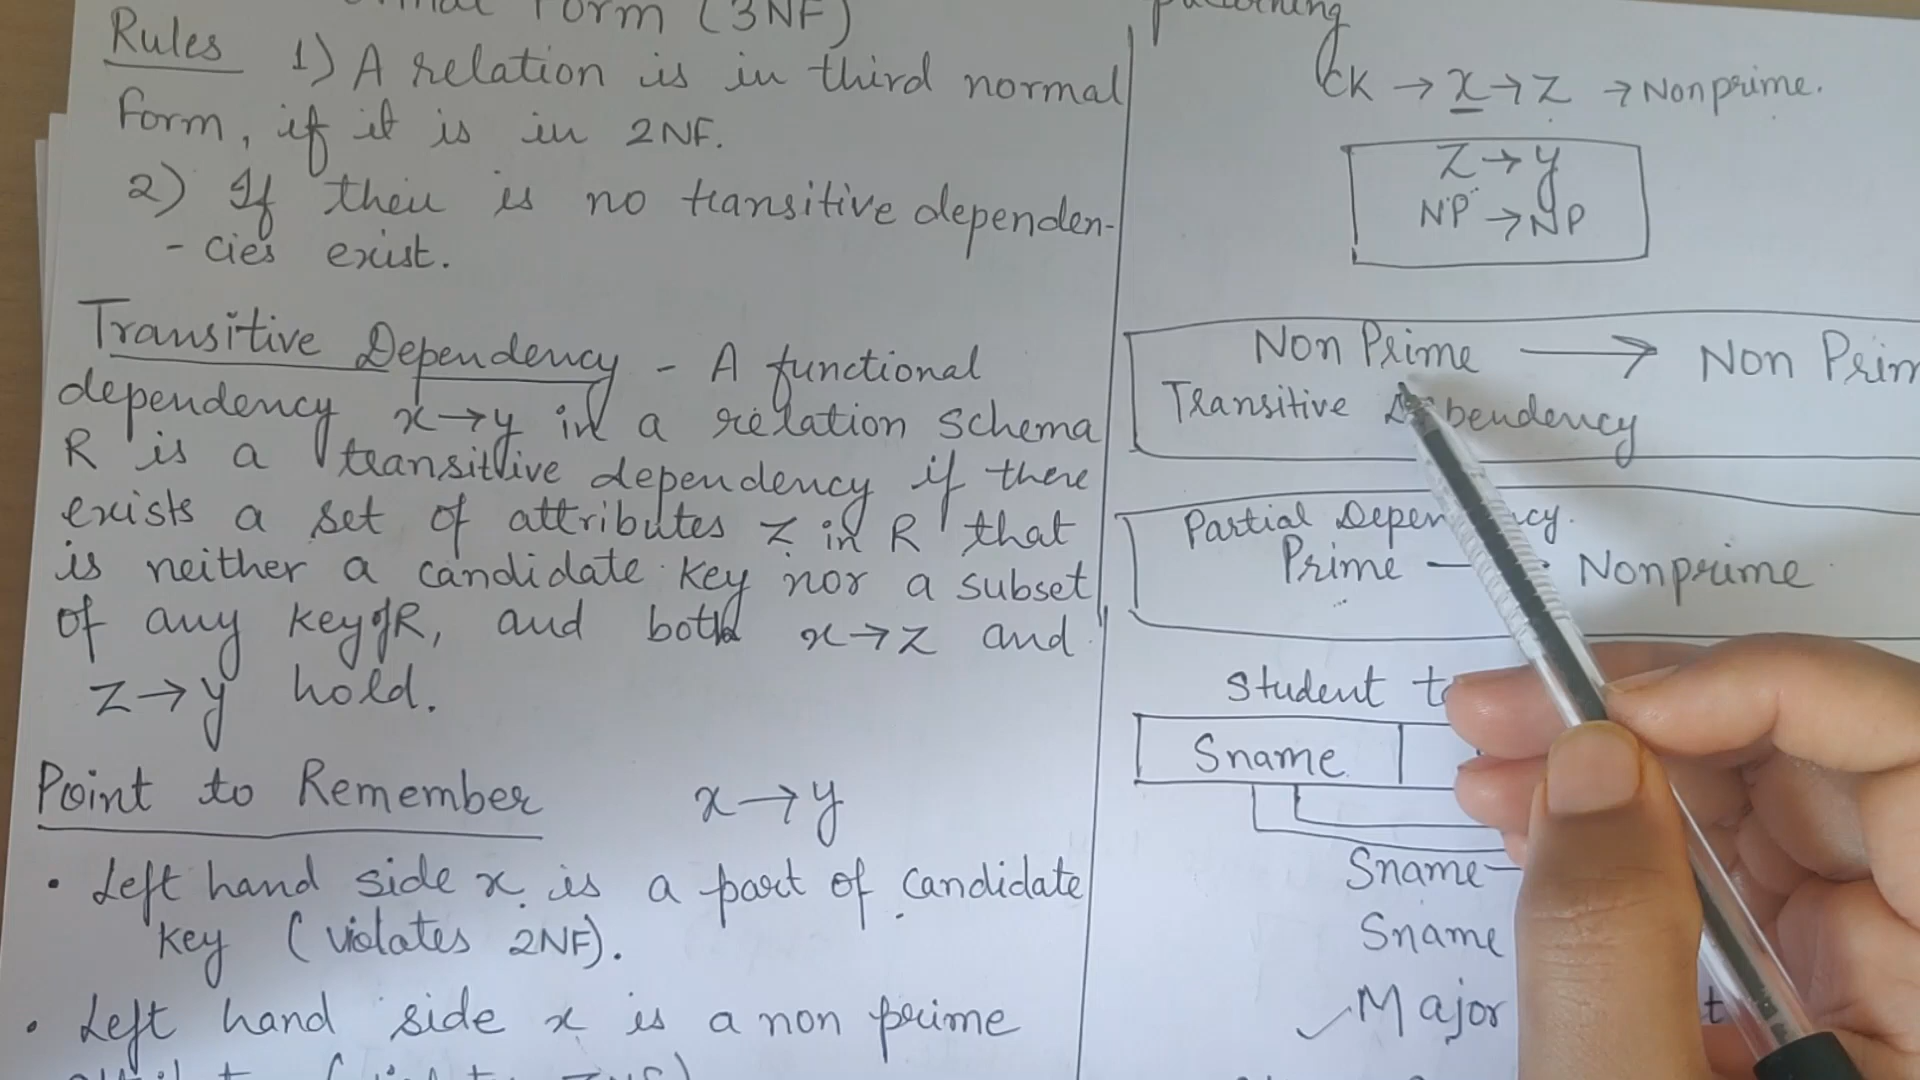 Form (3NF)
Rules 1) A relation is in third normal
Form, if it is in 2NF.
2) If their is no transitive dependen-
- cies exist.
Transitive Dependency - A functional
dependency x→y in a relation schema
R is a transitive dependency if there
exists a set of attributes Z in R that
is neither a candidate key nor a subset
of any key of R, and both x→z and
z→y hold.
Point to Remember x→y
• Left hand side x is a part of candidate
key (violates 2NF).
• Left hand side x is a non prime
CK → x → z → Nonprime.
Z → y
NP → NP
Non Prime → Non Prim
Transitive Dependency
Partial Depen cy.
Prime — Nonprime
Student t
Sname
Sname-
Sname
✓Major t